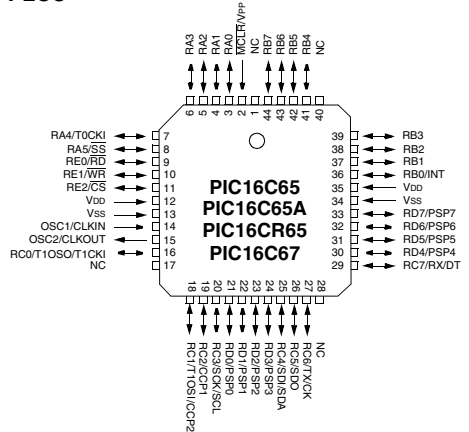 RA3
RA2
RA1
RA0
MCLR/VPP
NC
RB7
RB6
RB5
RB4
NC
6
5
4
3
2
1
44
43
42
41
40
RA4/T0CKI
7
RA5/SS
8
RE0/RD
9
RE1/WR
10
RE2/CS
11
VDD
12
VSS
13
OSC1/CLKIN
14
OSC2/CLKOUT
15
RC0/T1OSO/T1CKI
16
NC
17
PIC16C65
PIC16C65A
PIC16CR65
PIC16C67
39
RB3
38
RB2
37
RB1
36
RB0/INT
35
VDD
34
VSS
33
RD7/PSP7
32
RD6/PSP6
31
RD5/PSP5
30
RD4/PSP4
29
RC7/RX/DT
18
19
20
21
22
23
24
25
26
27
28
RC1/T1OSI/CCP2
RC2/CCP1
RC3/SCK/SCL
RD0/PSP0
RD1/PSP1
RD2/PSP2
RD3/PSP3
RC4/SDI/SDA
RC5/SDO
RC6/TX/CK
NC